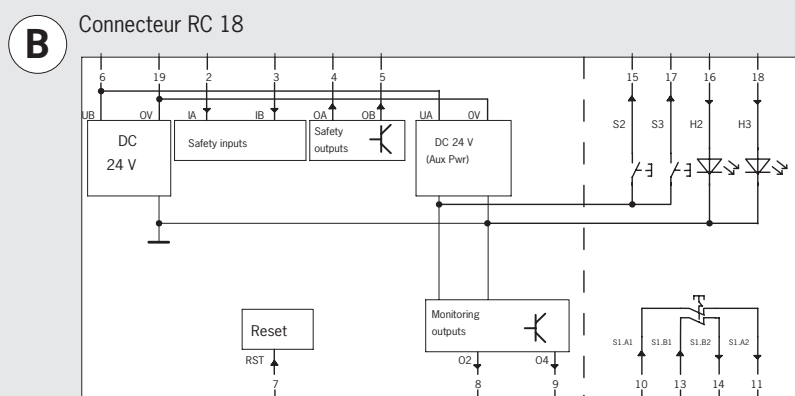 B
Connecteur RC 18
6 19 2 3 4 5 15 17 16 18
UB OV IA IB OA OB UA OV S2 S3 H2 H3
DC
24 V
Safety inputs
Safety
outputs
DC 24 V
(Aux Pwr)
Monitoring
outputs
Reset
RST O2 O4
S1.A1 S1.B1 S1.B2 S1.A2
7 8 9 10 13 14 11